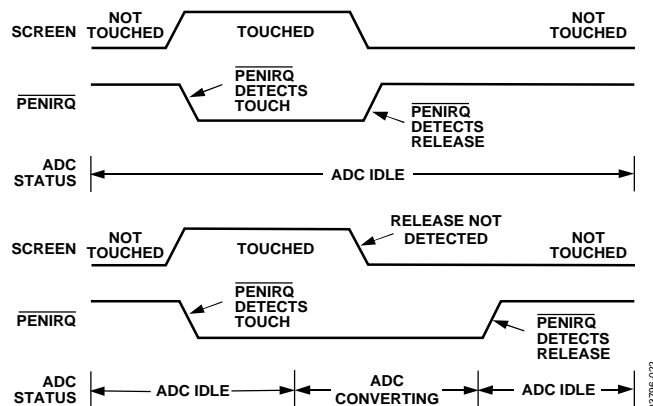 SCREEN
NOT
TOUCHED
TOUCHED
NOT
TOUCHED
PENIRQ
PENIRQ
DETECTS
TOUCH
PENIRQ
DETECTS
RELEASE
ADC
STATUS
ADC IDLE
SCREEN
NOT
TOUCHED
TOUCHED
RELEASE NOT
DETECTED
NOT
TOUCHED
PENIRQ
PENIRQ
DETECTS
TOUCH
PENIRQ
DETECTS
RELEASE
ADC
STATUS
ADC IDLE
ADC
CONVERTING
ADC IDLE